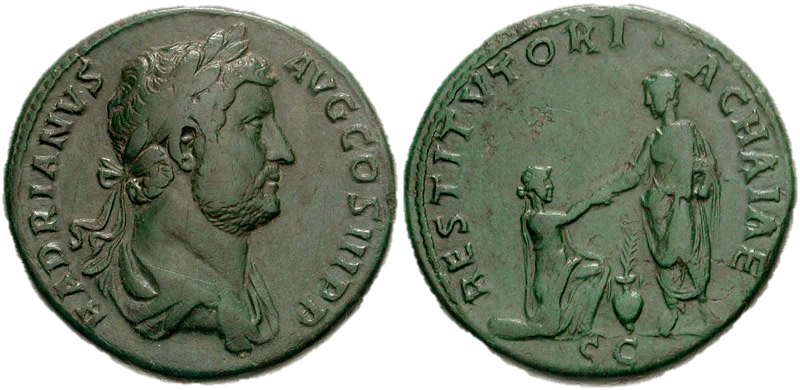 HADRIANVS AVG COS III P P
RESTITVTORI · ACHAIAE
S C